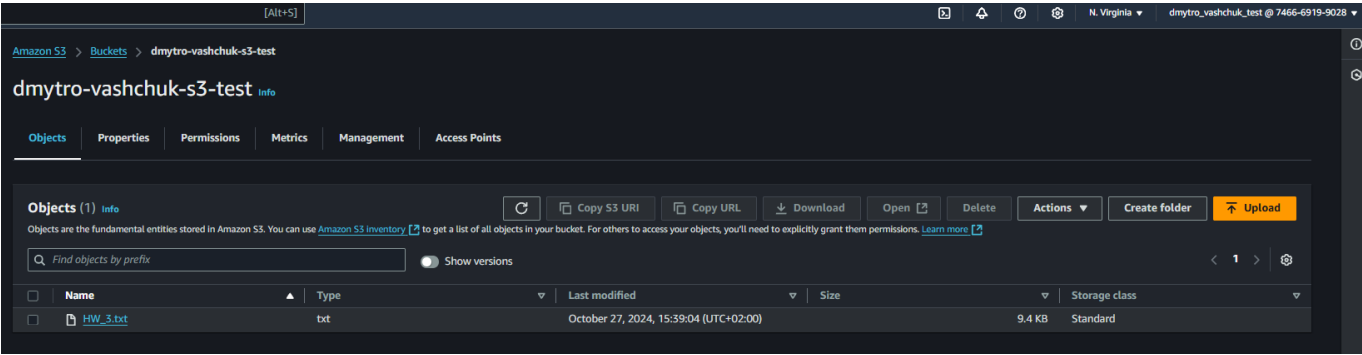 [Alt+S] N. Virginia ▼ dmytro_vashchuk_test @ 7466-6919-9028 ▼
Amazon S3 > Buckets > dmytro-vashchuk-s3-test
dmytro-vashchuk-s3-test Info
Objects Properties Permissions Metrics Management Access Points
Objects (1) Info Copy S3 URI Copy URL Download Open Delete Actions ▼ Create folder Upload
Objects are the fundamental entities stored in Amazon S3. You can use Amazon S3 inventory to get a list of all objects in your bucket. For others to access your objects, you'll need to explicitly grant them permissions. Learn more
Find objects by prefix Show versions < 1 >
Name Type Last modified Size Storage class
HW_3.txt txt October 27, 2024, 15:39:04 (UTC+02:00) 9.4 KB Standard